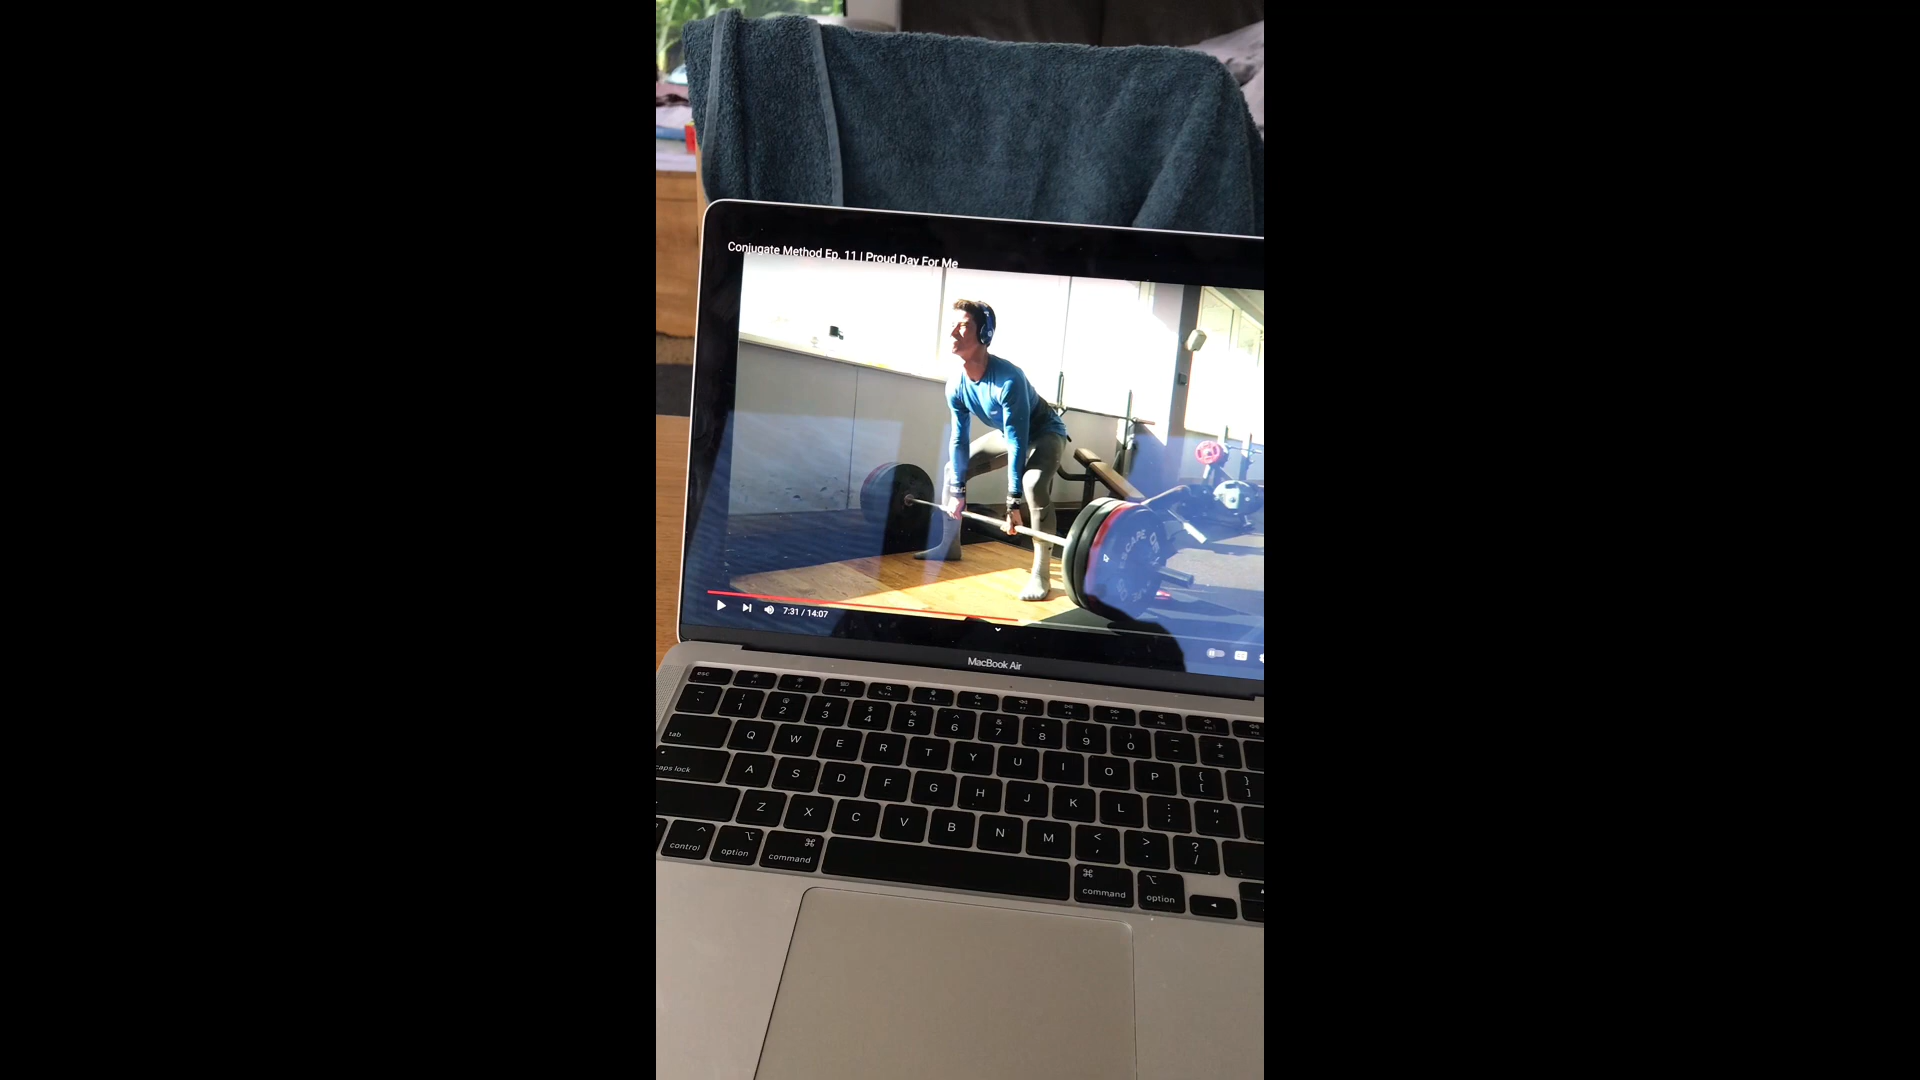 Conjugate Method Ep. 11 | Proud Day For Me
ESCAPE
7:31 / 14:07
MacBook Air
esc
~ ! @ # $ % ^ & * ( ) — +
` 1 2 3 4 5 6 7 8 9 0 - =
tab Q W E R T Y U I O P { [ } ]
caps lock A S D F G H J K L : ; " '
Z X C V B N M < , > . ? /
control option command command option